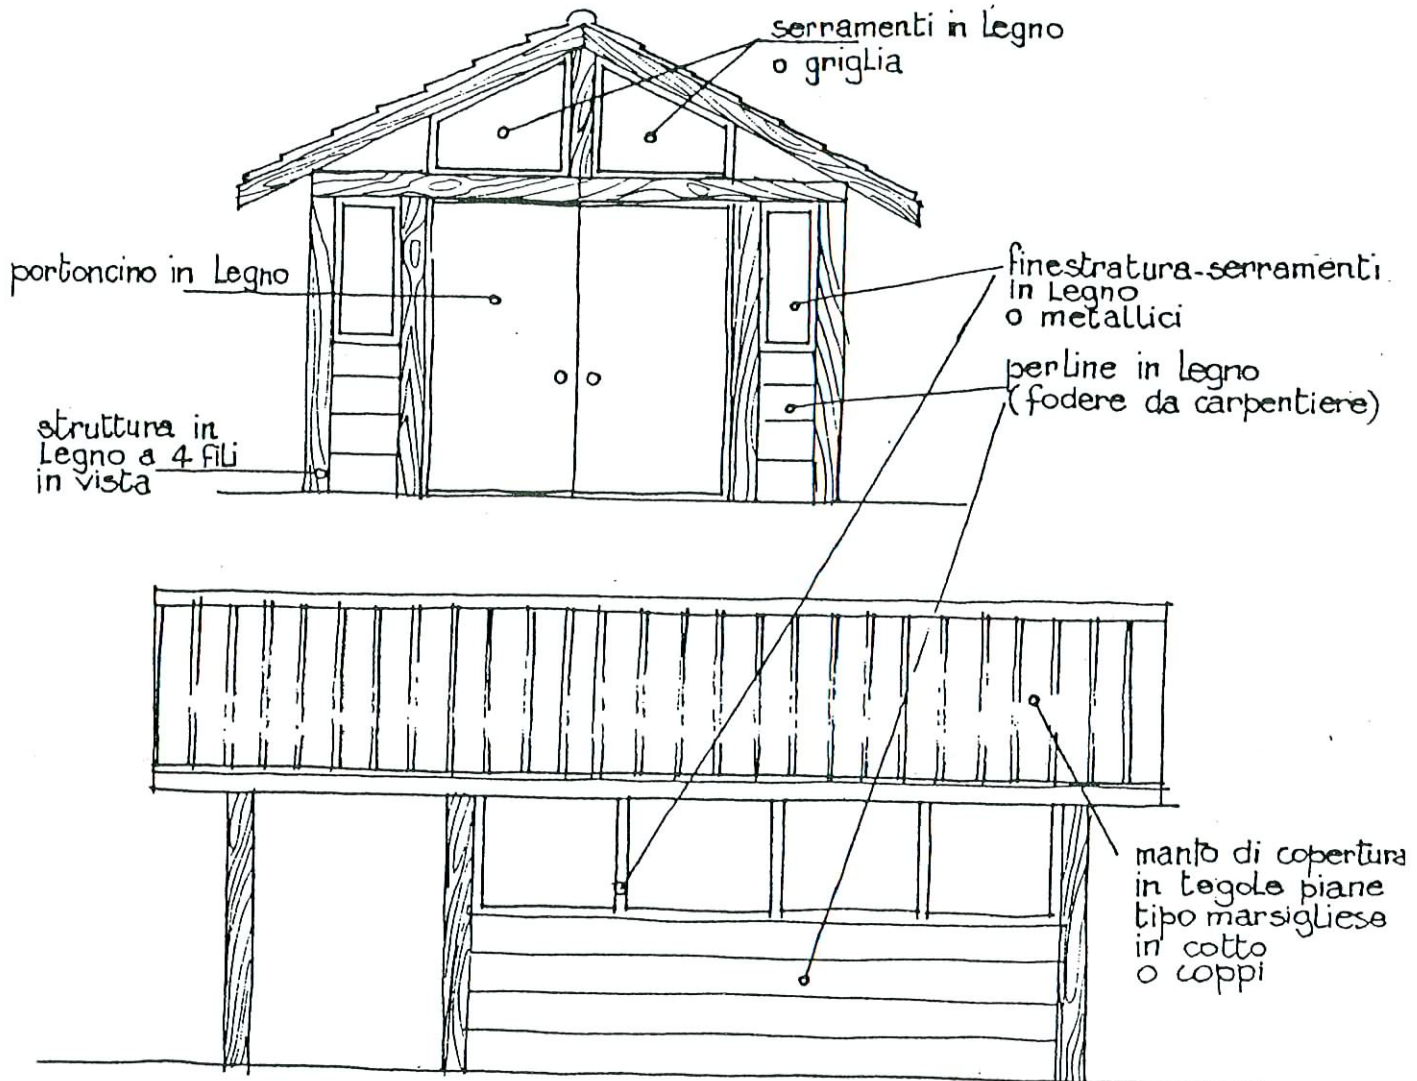 serramenti in legno
o griglia
portoncino in legno
finestratura-serramenti
in legno
o metallici
perline in legno
(fodere da carpentiere)
struttura in
legno a 4 fili
in vista
manto di copertura
in tegole piane
tipo marsigliese
in cotto
o coppi